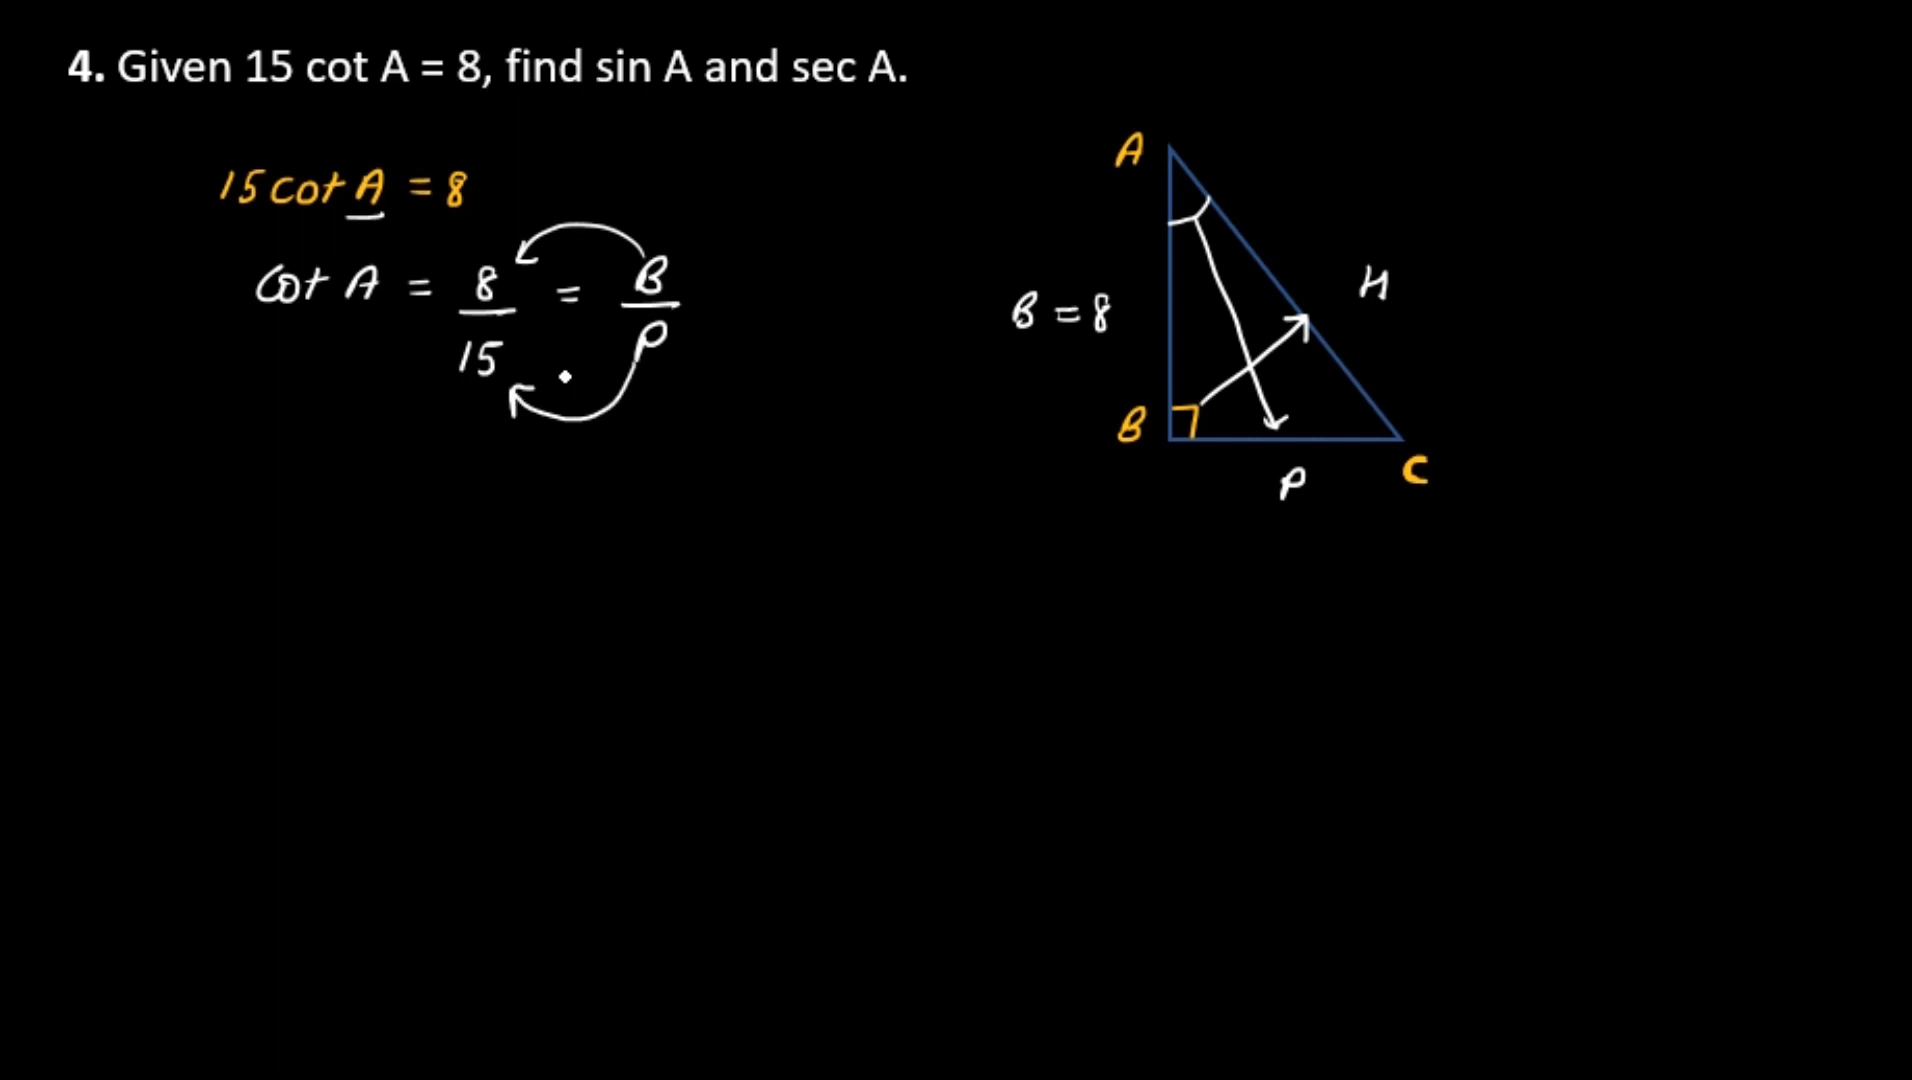 4. Given 15 cot A = 8, find sin A and sec A.
15 cot A = 8
cot A = 8/15 = B/P
A
H
B = 8
B
P
C